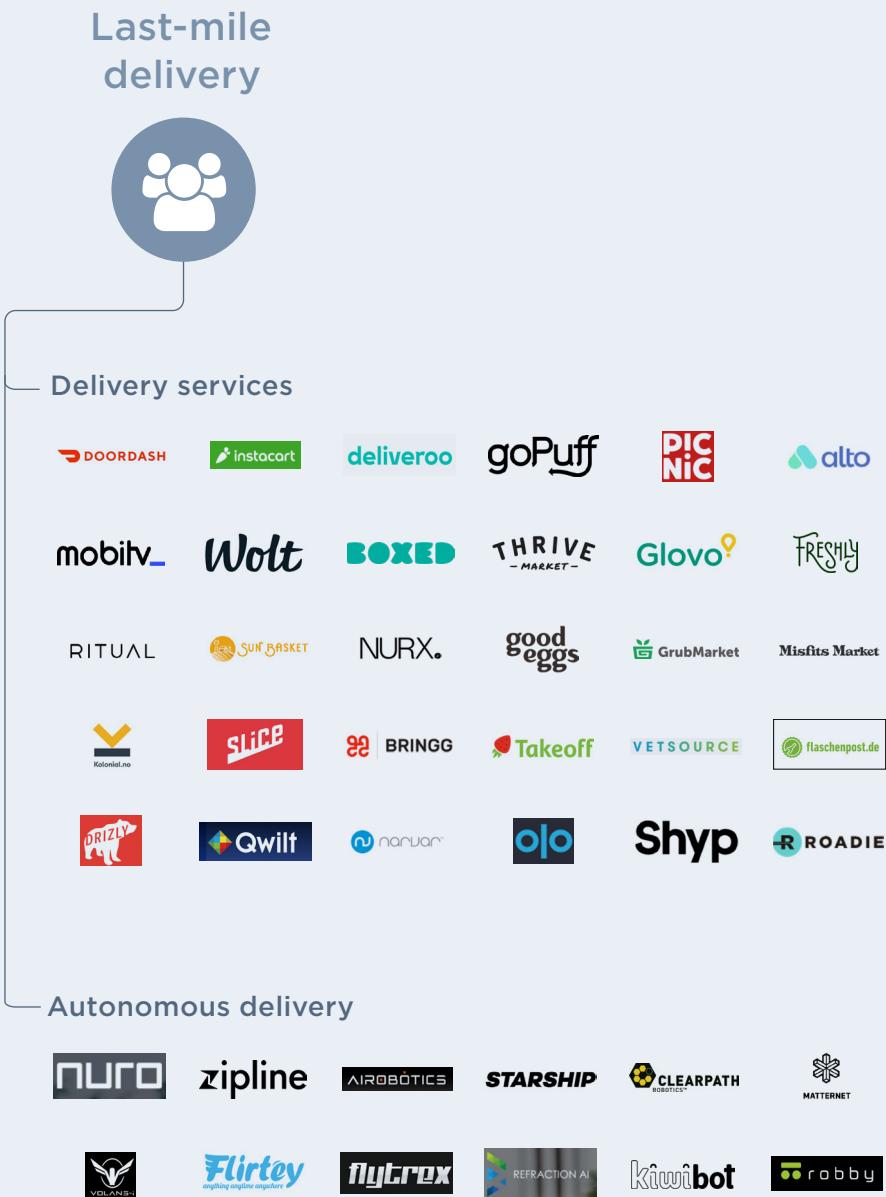 Last-mile
delivery
Delivery services
DOORDASH
instacart
deliveroo
goPuff
PIC
NiC
alto
mobitv_
Wolt
BOXED
THRIVE
– MARKET –
Glovo
FRESHLY
RITUAL
SUN BASKET
NURX.
good
eggs
GrubMarket
Misfits Market
Kolonial.no
SLiCE
BRINGG
Takeoff
VETSOURCE
flaschenpost.de
DRIZLY
Qwilt
narvar
olo
Shyp
R ROADIE
Autonomous delivery
nuro
zipline
AIROBOTICS
STARSHIP
CLEARPATH
ROBOTICS™
MATTERNET
VOLANS-i
Flirtey
anything anytime anywhere
flytrex
REFRACTION AI
kiwibot
robby